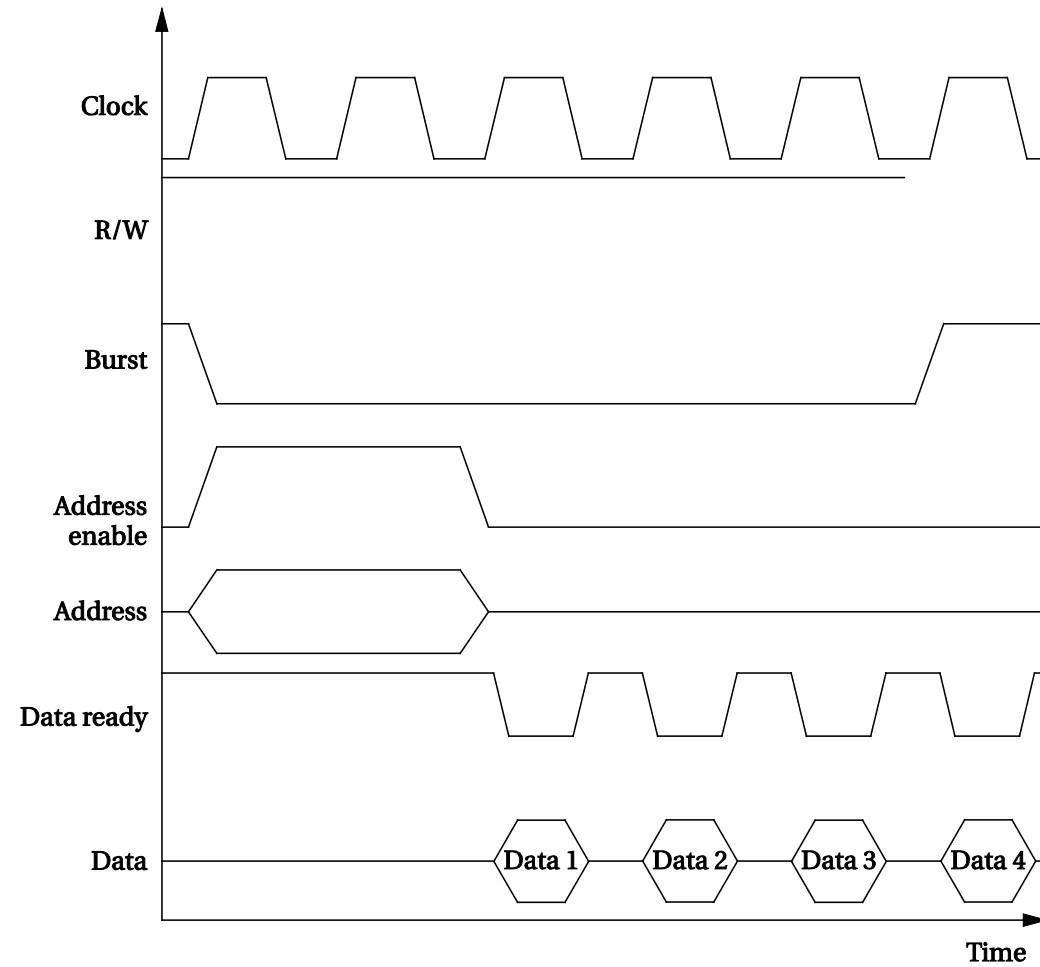 Clock
R/W
Burst
Address
enable
Address
Data ready
Data
Data 1
Data 2
Data 3
Data 4
Time